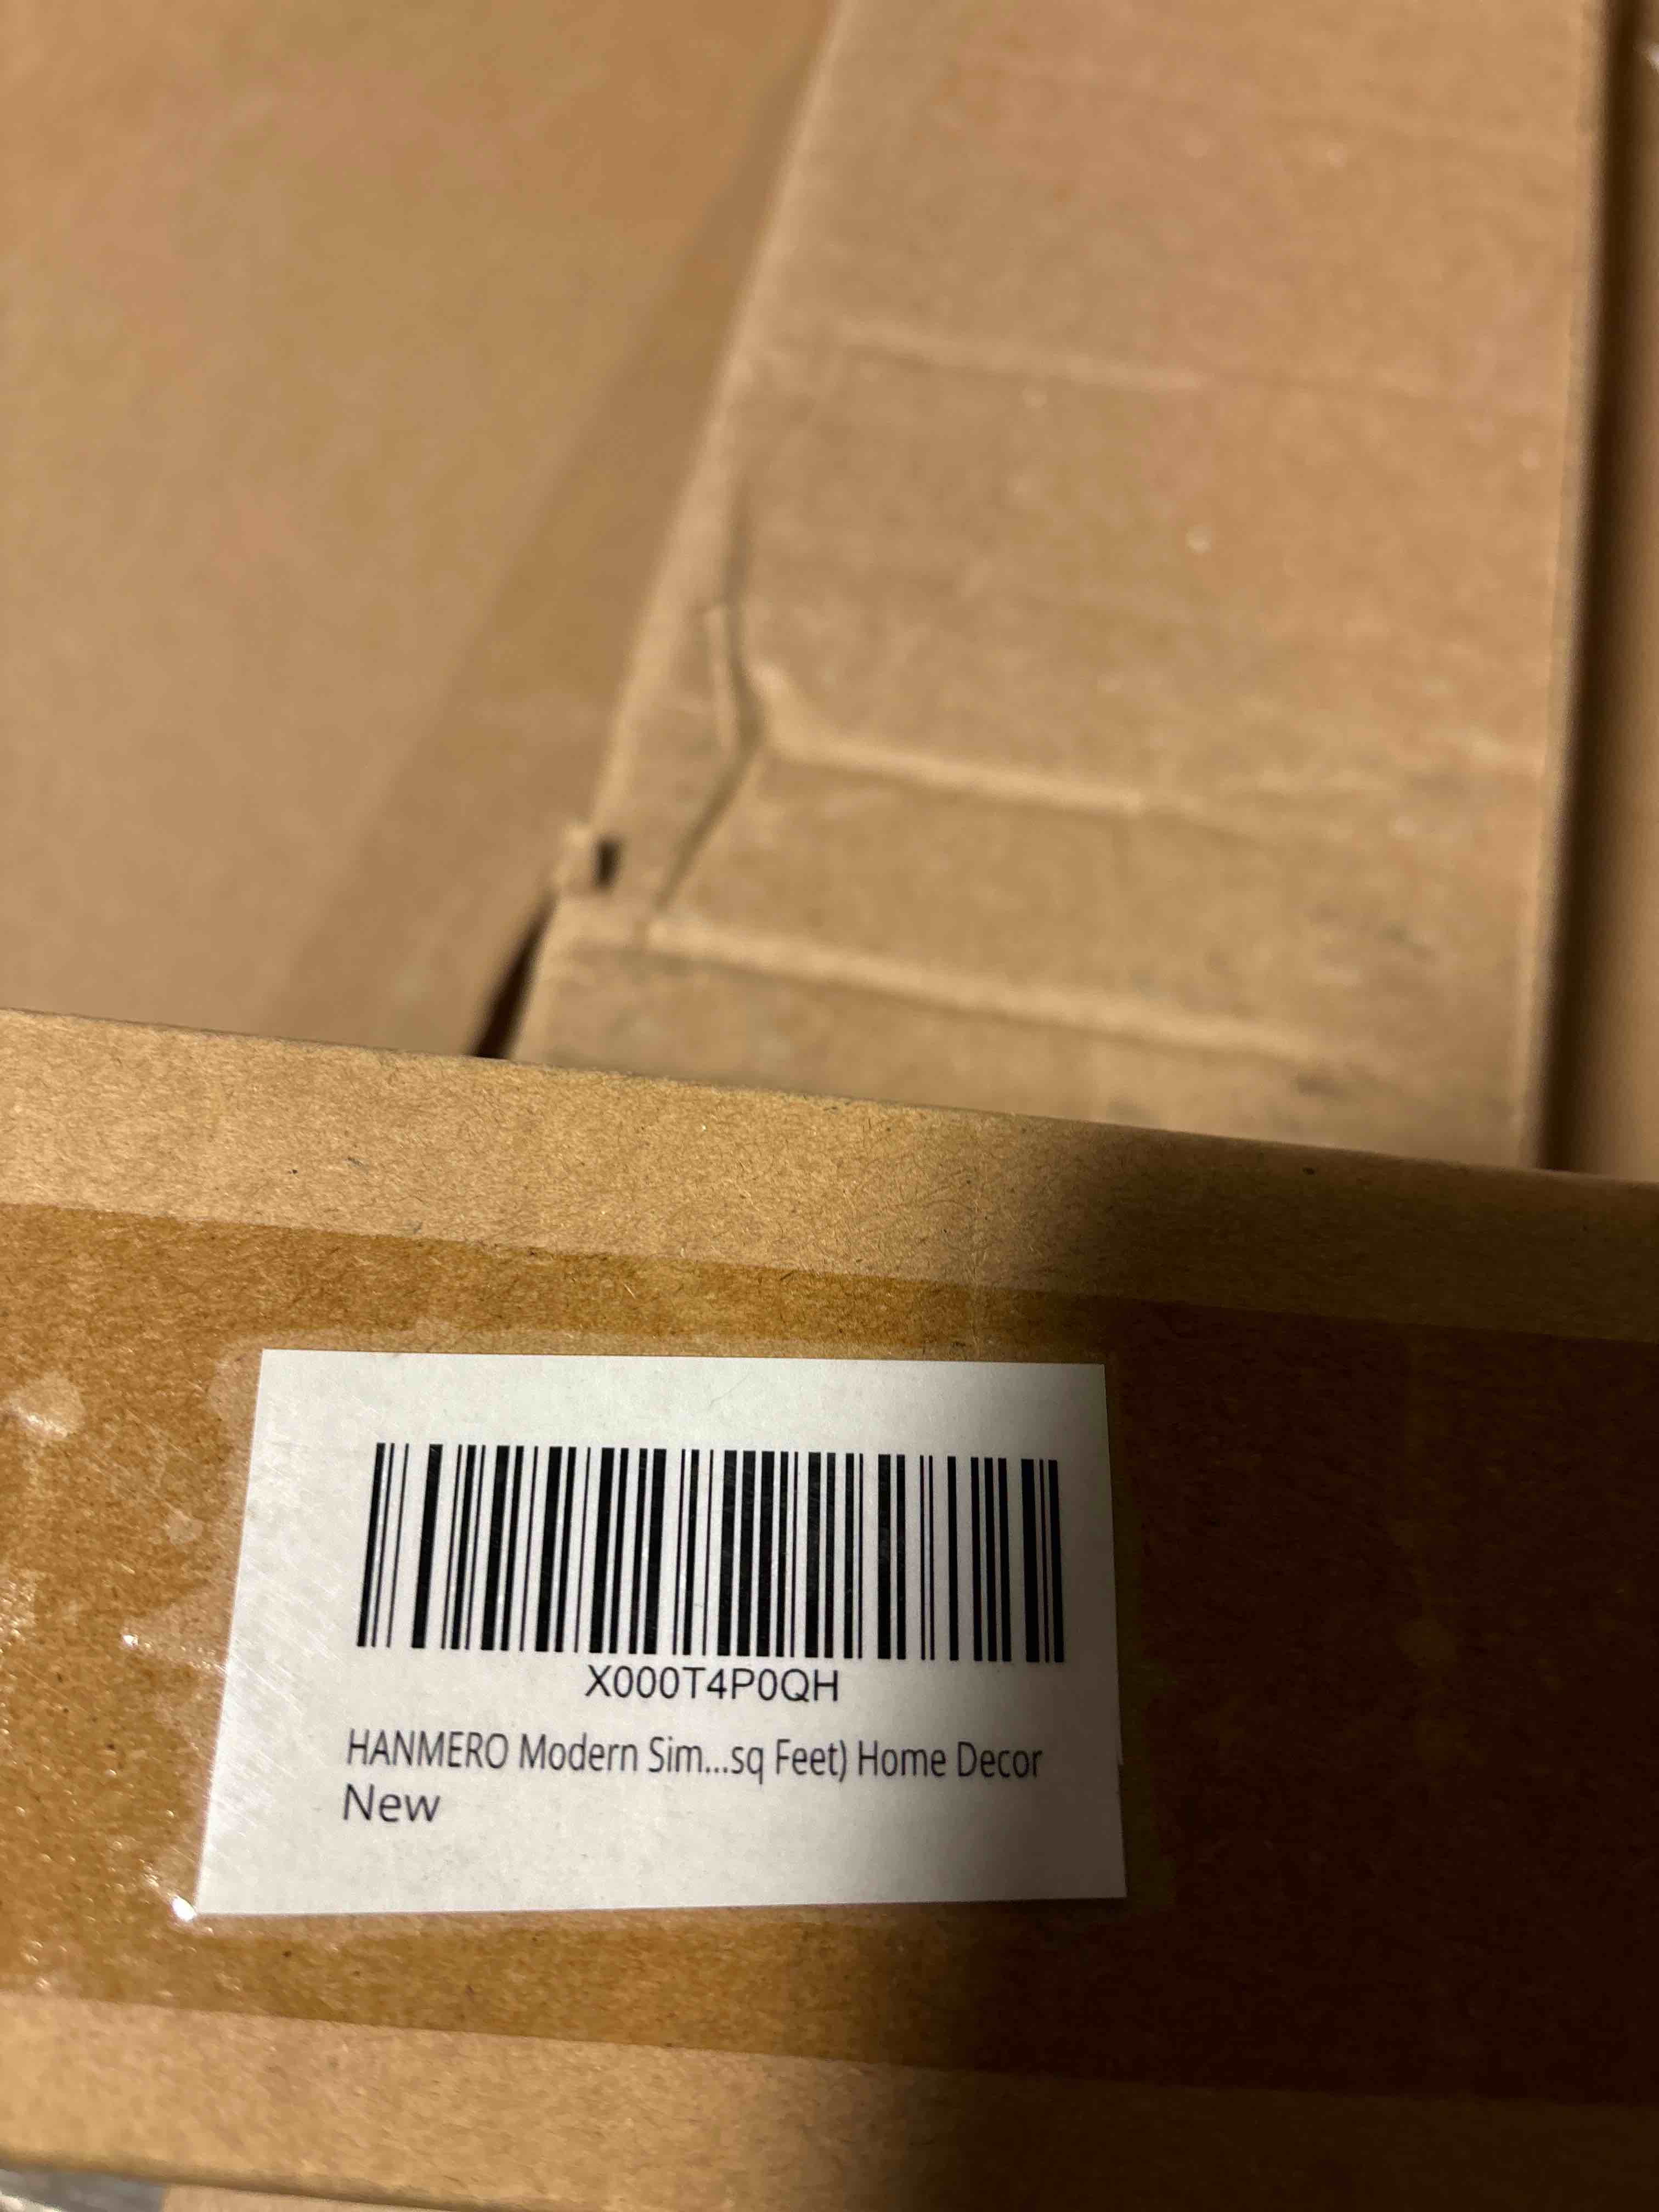 X000T4P0QH
HANMERO Modern Sim...sq Feet) Home Decor
New